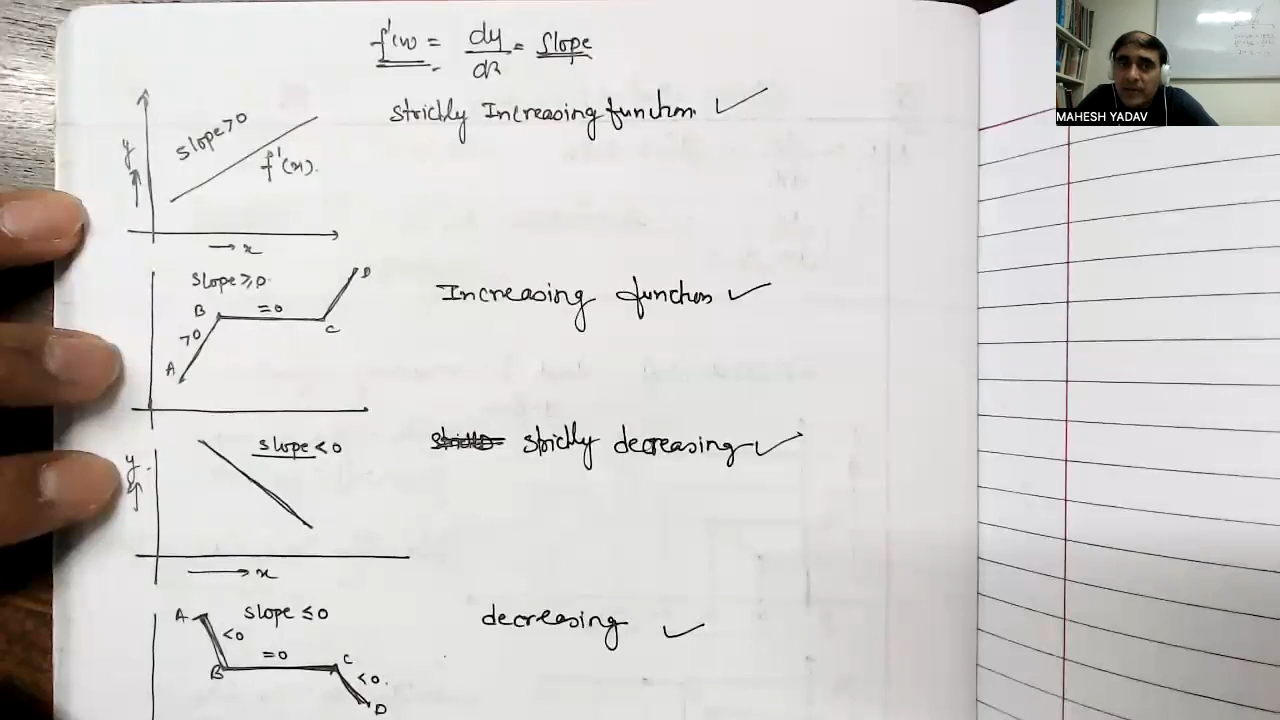 f'(x) = dy/dx = slope
strictly Increasing function ✓
slope>0
f'(x).
y
→ x
slope ≥ 0.
Increasing function ✓
A
>0
B
=0
C
D
slope < 0
strictly decreasing ✓
y
→ x
slope ≤ 0
decreasing ✓
A
<0
B
=0
C
<0.
D
MAHESH YADAV